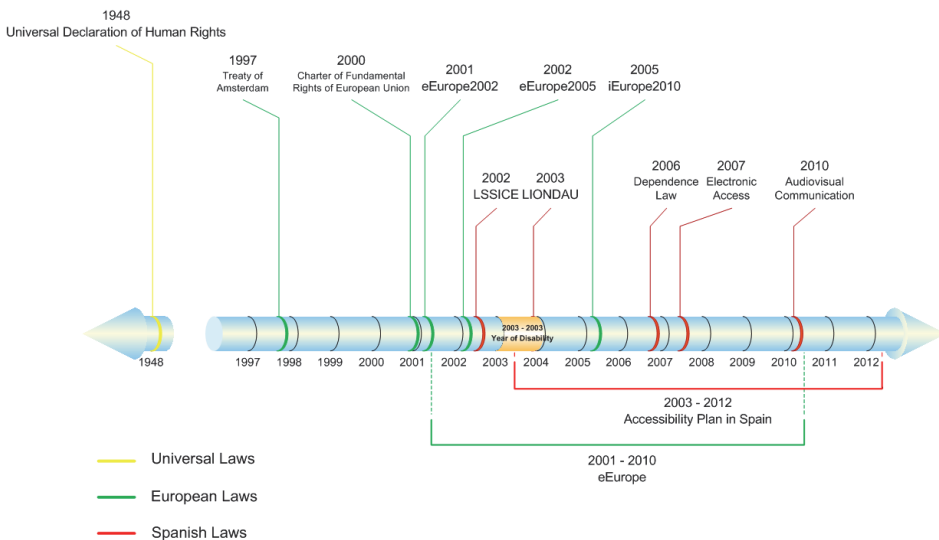 1948
Universal Declaration of Human Rights
1997
Treaty of
Amsterdam
2000
Charter of Fundamental
Rights of European Union
2001
eEurope2002
2002
eEurope2005
2005
iEurope2010
2002
LSSICE
2003
LIONDAU
2006
Dependence
Law
2007
Electronic
Access
2010
Audiovisual
Communication
2003 - 2003
Year of Disability
1948
1997
1998
1999
2000
2001
2002
2003
2004
2005
2006
2007
2008
2009
2010
2011
2012
2003 - 2012
Accessibility Plan in Spain
2001 - 2010
eEurope
Universal Laws
European Laws
Spanish Laws